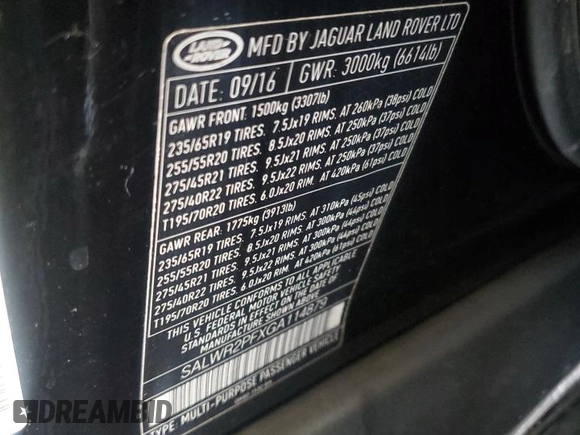 LAND ROVER
MFD BY JAGUAR LAND ROVER LTD
DATE: 09/16 GWR: 3000kg (6614lb)
GAWR FRONT: 1500kg (3307lb)
235/65R19 TIRES. 7.5Jx19 RIMS. AT 260kPa (38psi) COLD
255/55R20 TIRES. 8.5Jx20 RIMS. AT 250kPa (37psi) COLD
275/45R21 TIRES. 9.5Jx21 RIMS. AT 250kPa (37psi) COLD
275/40R22 TIRES. 9.5Jx22 RIMS. AT 250kPa (37psi) COLD
T195/70R20 TIRES. 6.0Jx20 RIM. AT 420kPa (61psi) COLD
GAWR REAR: 1775kg (3913lb)
235/65R19 TIRES. 7.5Jx19 RIMS. AT 310kPa (45psi) COLD
255/55R20 TIRES. 8.5Jx20 RIMS. AT 300kPa (44psi) COLD
275/45R21 TIRES. 9.5Jx21 RIMS. AT 300kPa (44psi) COLD
275/40R22 TIRES. 9.5Jx22 RIMS. AT 300kPa (44psi) COLD
T195/70R20 TIRES. 6.0Jx20 RIM. AT 420kPa (61psi) COLD
THIS VEHICLE CONFORMS TO ALL APPLICABLE
U.S. FEDERAL MOTOR VEHICLE SAFETY
STANDARDS IN EFFECT ON THE DATE OF
MANUFACTURE SHOWN ABOVE.
SALWR2PFXGA114879
TYPE: MULTI-PURPOSE PASSENGER VEHICLE
DREAMBID